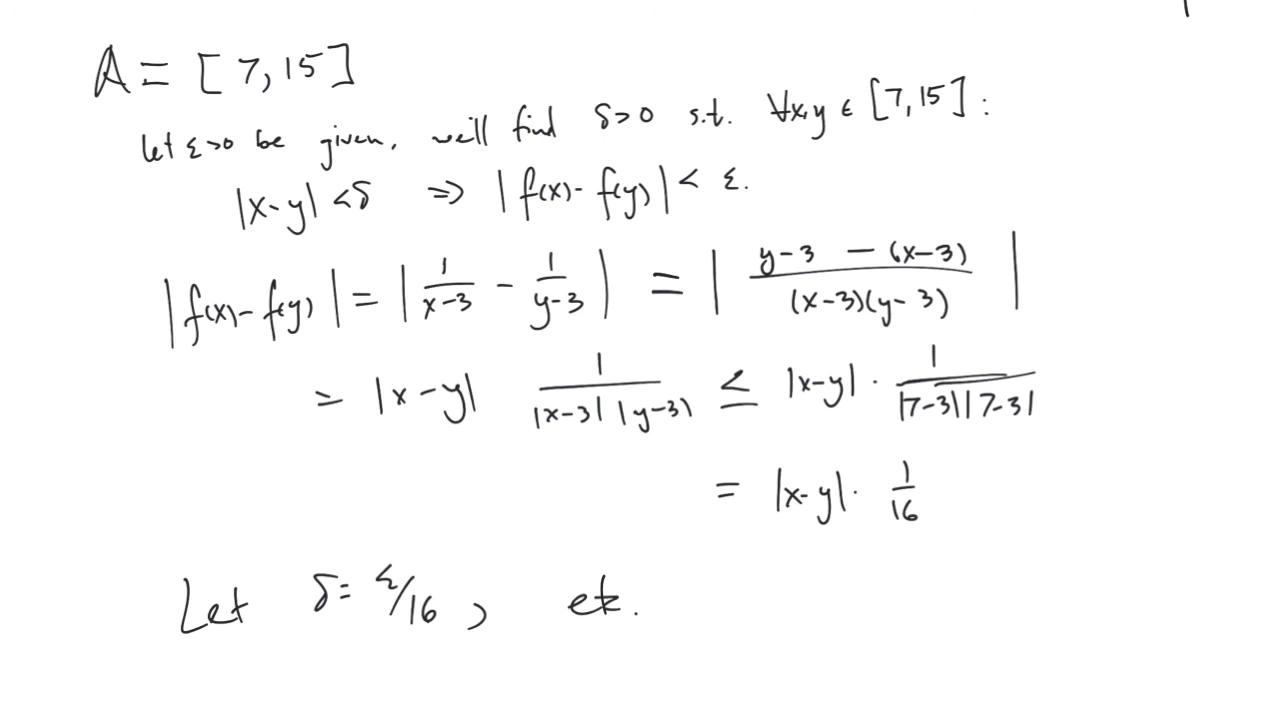 A = [7,15]
let ε>0 be given, we'll find δ>0 s.t. ∀x,y ∈ [7,15]:
|x-y| <δ ⇒ |f(x)- f(y)| < ε.
|f(x)- f(y)| = | 1/(x-3) - 1/(y-3) | = | (y-3 - (x-3))/((x-3)(y-3)) |
= |x-y| 1/(|x-3| |y-3|) ≤ |x-y| · 1/(|7-3||7-3|)
= |x-y| · 1/16
Let δ= ε/16, etc.